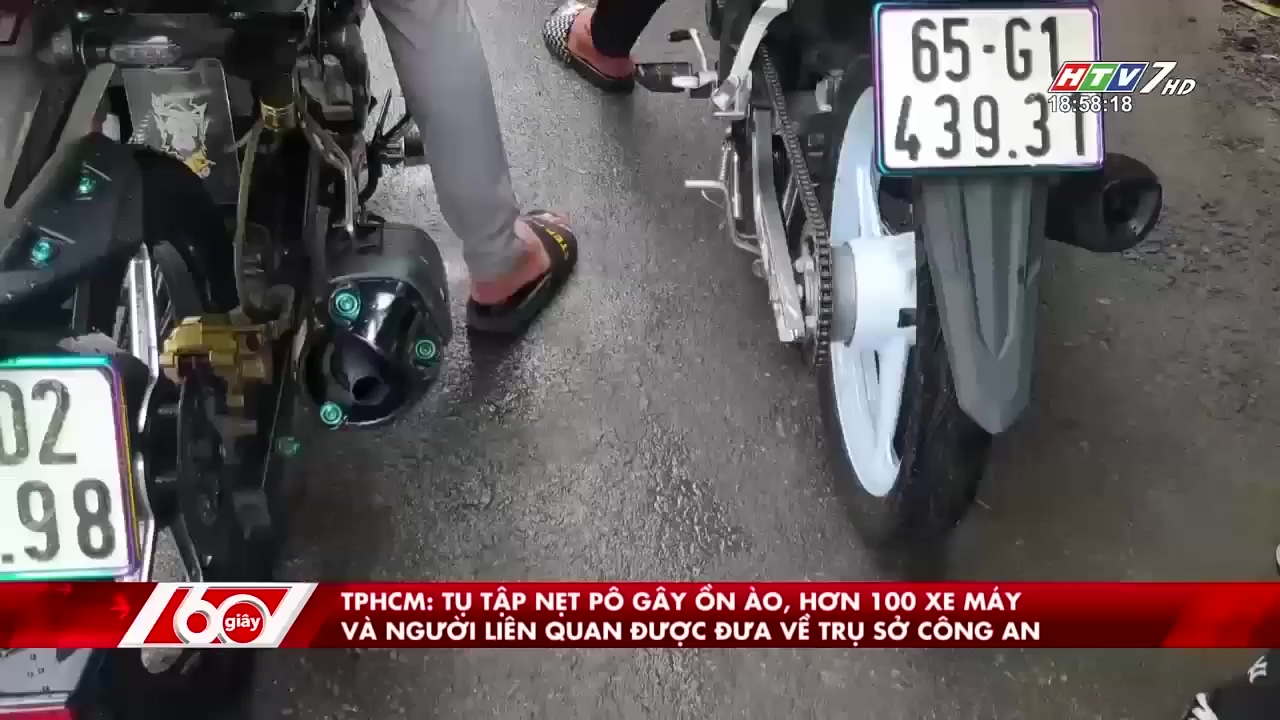 65-G1
439.31
HTV7 HD
18:58:18
02
.98
60 giây
TPHCM: TỤ TẬP NẸT PÔ GÂY ỒN ÀO, HƠN 100 XE MÁY
VÀ NGƯỜI LIÊN QUAN ĐƯỢC ĐƯA VỀ TRỤ SỞ CÔNG AN